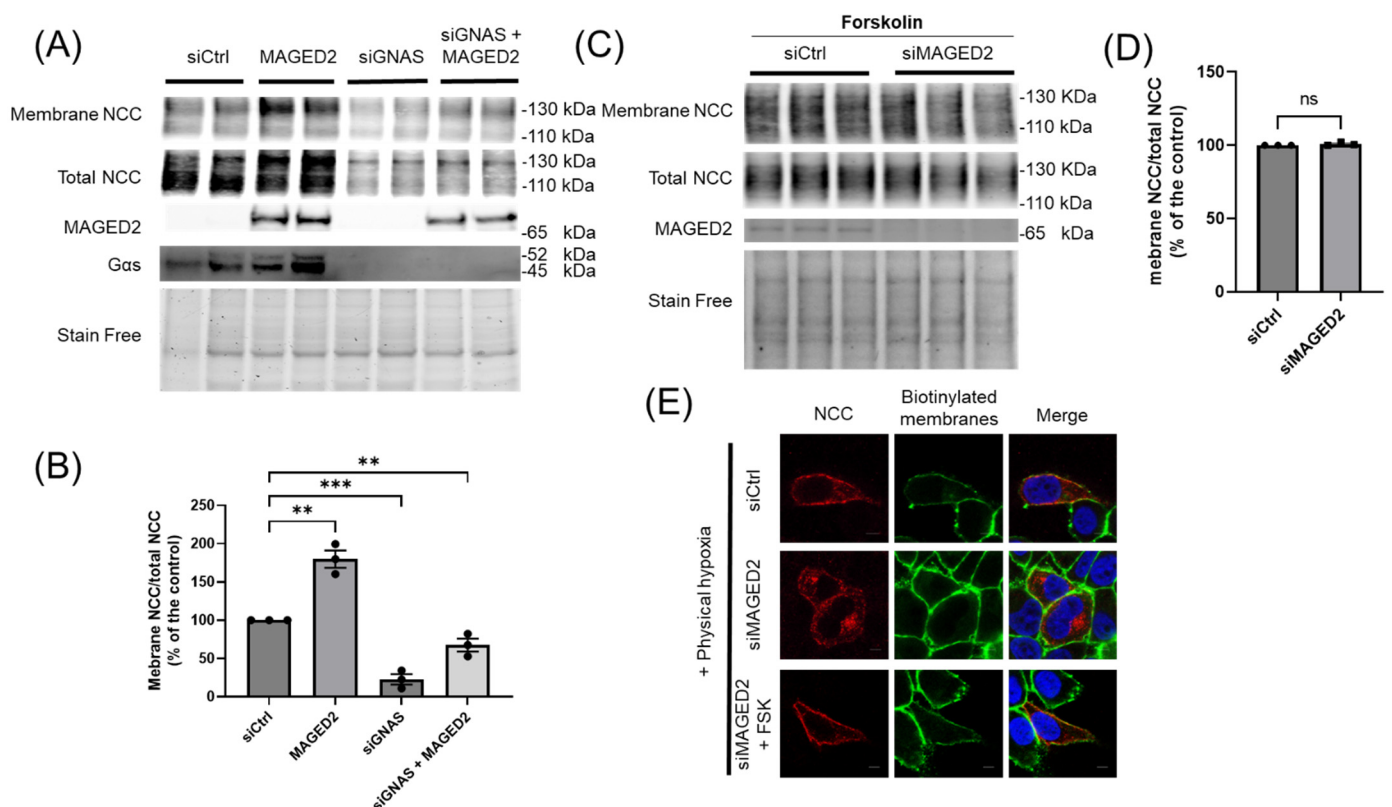 (A)
siCtrl MAGED2 siGNAS siGNAS + MAGED2
Membrane NCC
-130 kDa
-110 kDa
Total NCC
-130 kDa
-110 kDa
MAGED2
-65 kDa
Gαs
-52 kDa
-45 kDa
Stain Free
(B)
Mebrane NCC/total NCC
(% of the control)
250
200
150
100
50
0
** 
***
**
siCtrl
MAGED2
siGNAS
siGNAS + MAGED2
(C)
Forskolin
siCtrl siMAGED2
Membrane NCC
-130 KDa
-110 KDa
Total NCC
-130 KDa
-110 KDa
MAGED2
-65 kDa
Stain Free
(D)
mebrane NCC/total NCC
(% of the control)
150
100
50
0
ns
siCtrl
siMAGED2
(E)
NCC
Biotinylated
membranes
Merge
+ Physical hypoxia
siCtrl
siMAGED2
siMAGED2
+ FSK